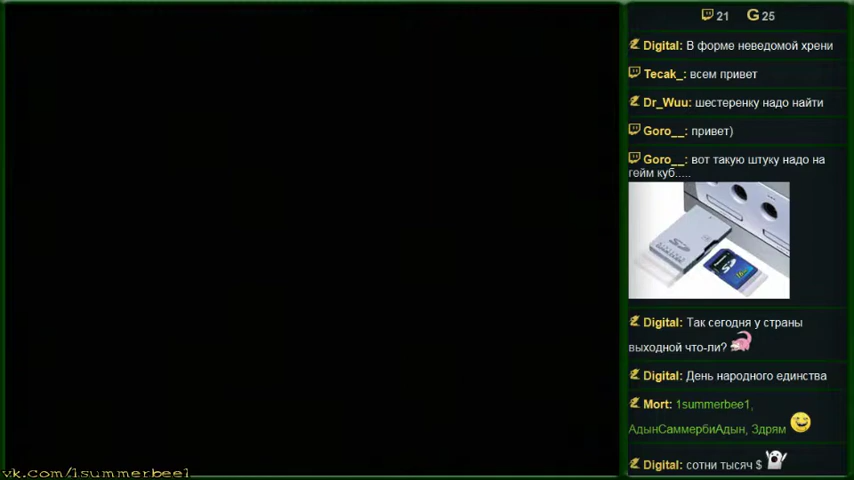 21 G 25
Digital: В форме неведомой хрени
Tecak_: всем привет
Dr_Wuu: шестеренку надо найти
Goro__: привет)
Goro__: вот такую штуку надо на
гейм куб.....
Digital: Так сегодня у страны
выходной что-ли?
Digital: День народного единства
Mort: 1summerbee1,
АдынСаммербиАдын, Здрям
Digital: сотни тысяч $
vk.com/1summerbee1